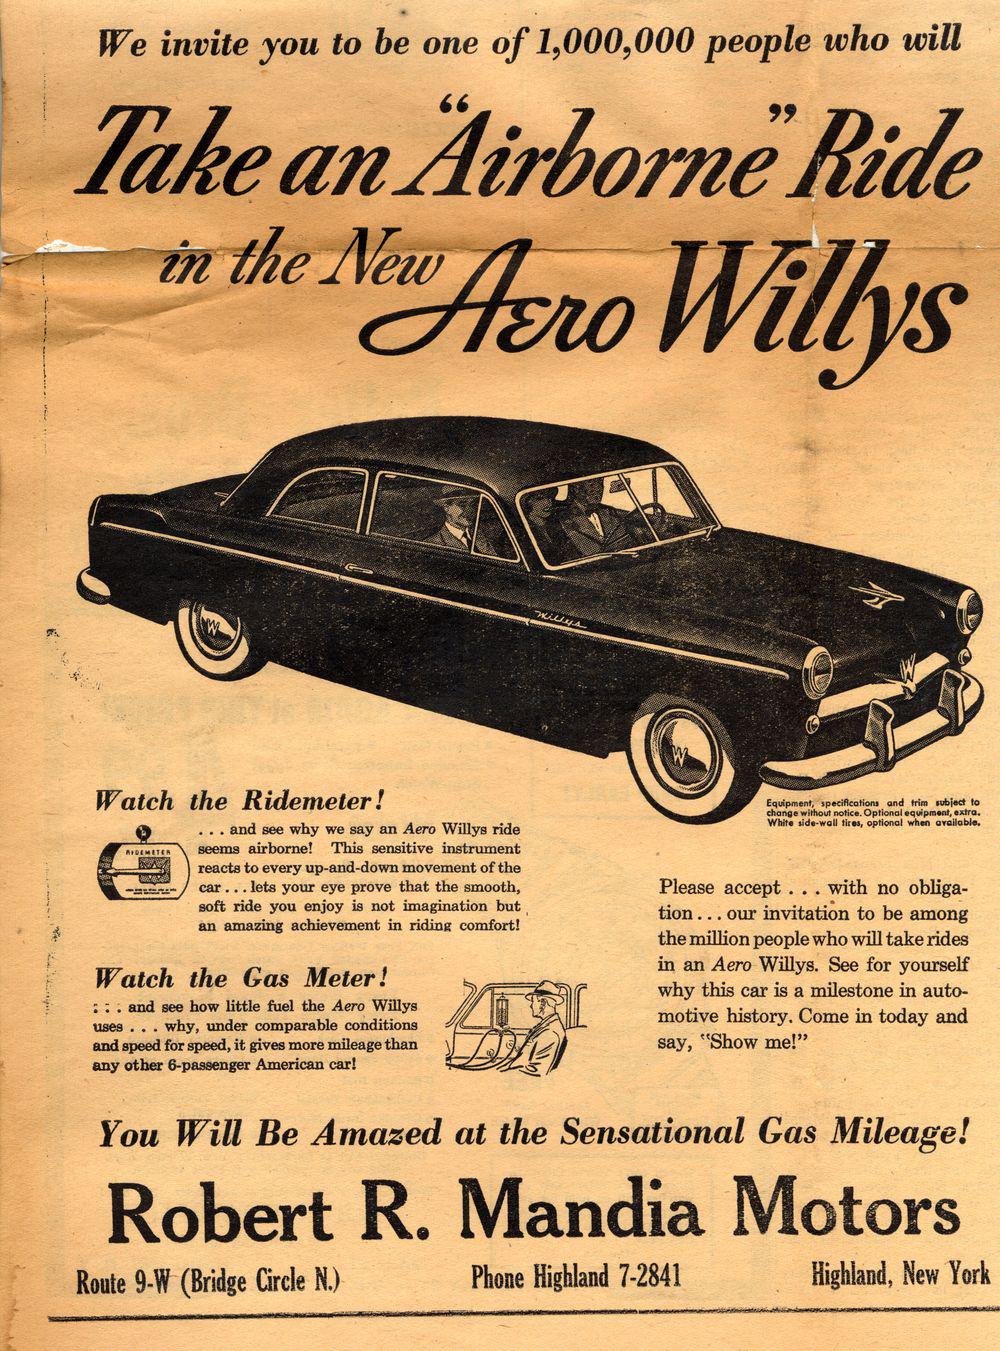 We invite you to be one of 1,000,000 people who will
Take an "Airborne" Ride
in the New Aero Willys
Willys
W
W
W
Equipment, specifications and trim subject to
change without notice. Optional equipment, extra.
White side-wall tires, optional when available.
Watch the Ridemeter!
RIDEMETER
. . . and see why we say an Aero Willys ride
seems airborne! This sensitive instrument
reacts to every up-and-down movement of the
car . . . lets your eye prove that the smooth,
soft ride you enjoy is not imagination but
an amazing achievement in riding comfort!
Watch the Gas Meter!
: : . and see how little fuel the Aero Willys
uses . . . why, under comparable conditions
and speed for speed, it gives more mileage than
any other 6-passenger American car!
Please accept . . . with no obliga-
tion . . . our invitation to be among
the million people who will take rides
in an Aero Willys. See for yourself
why this car is a milestone in auto-
motive history. Come in today and
say, "Show me!"
You Will Be Amazed at the Sensational Gas Mileage!
Robert R. Mandia Motors
Route 9-W (Bridge Circle N.) Phone Highland 7-2841 Highland, New York